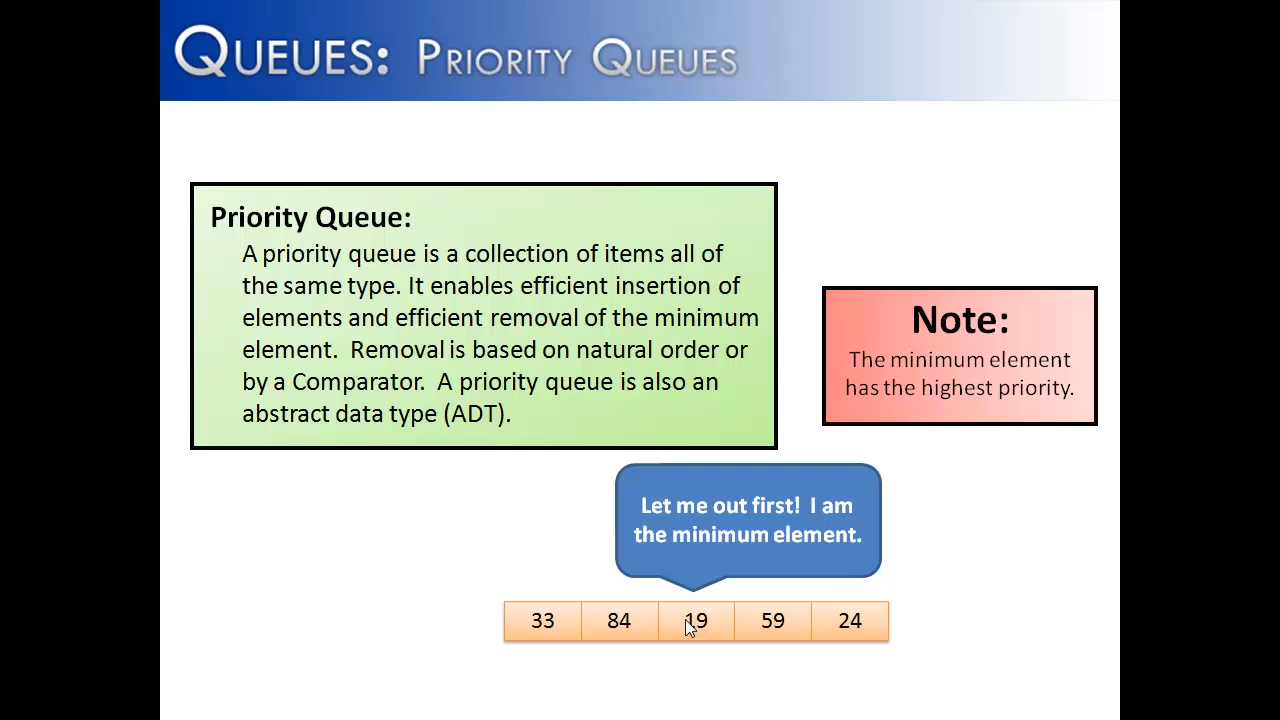 QUEUES: PRIORITY QUEUES
Priority Queue:
A priority queue is a collection of items all of
the same type. It enables efficient insertion of
elements and efficient removal of the minimum
element. Removal is based on natural order or
by a Comparator. A priority queue is also an
abstract data type (ADT).
Note:
The minimum element
has the highest priority.
Let me out first! I am
the minimum element.
33 84 19 59 24